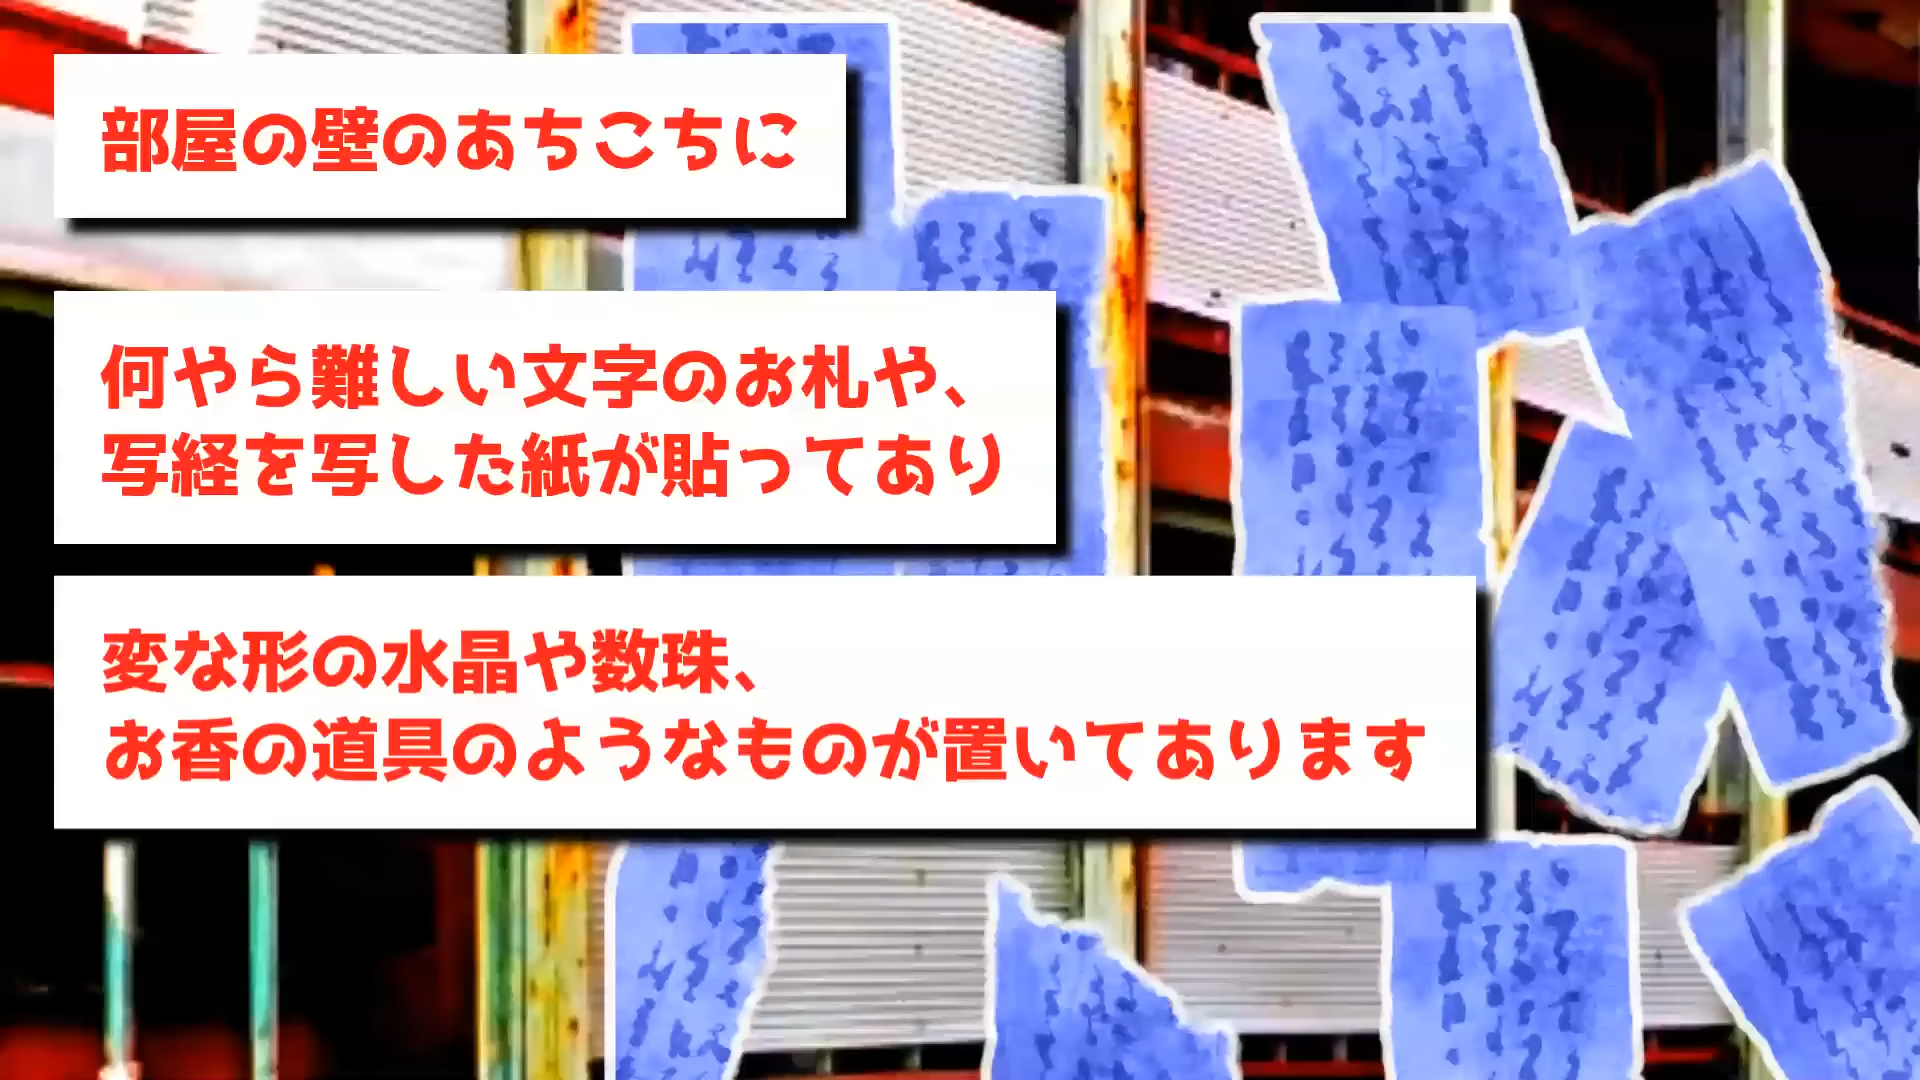 部屋の壁のあちこちに
何やら難しい文字のお札や、
写経を写した紙が貼ってあり
変な形の水晶や数珠、
お香の道具のようなものが置いてあります